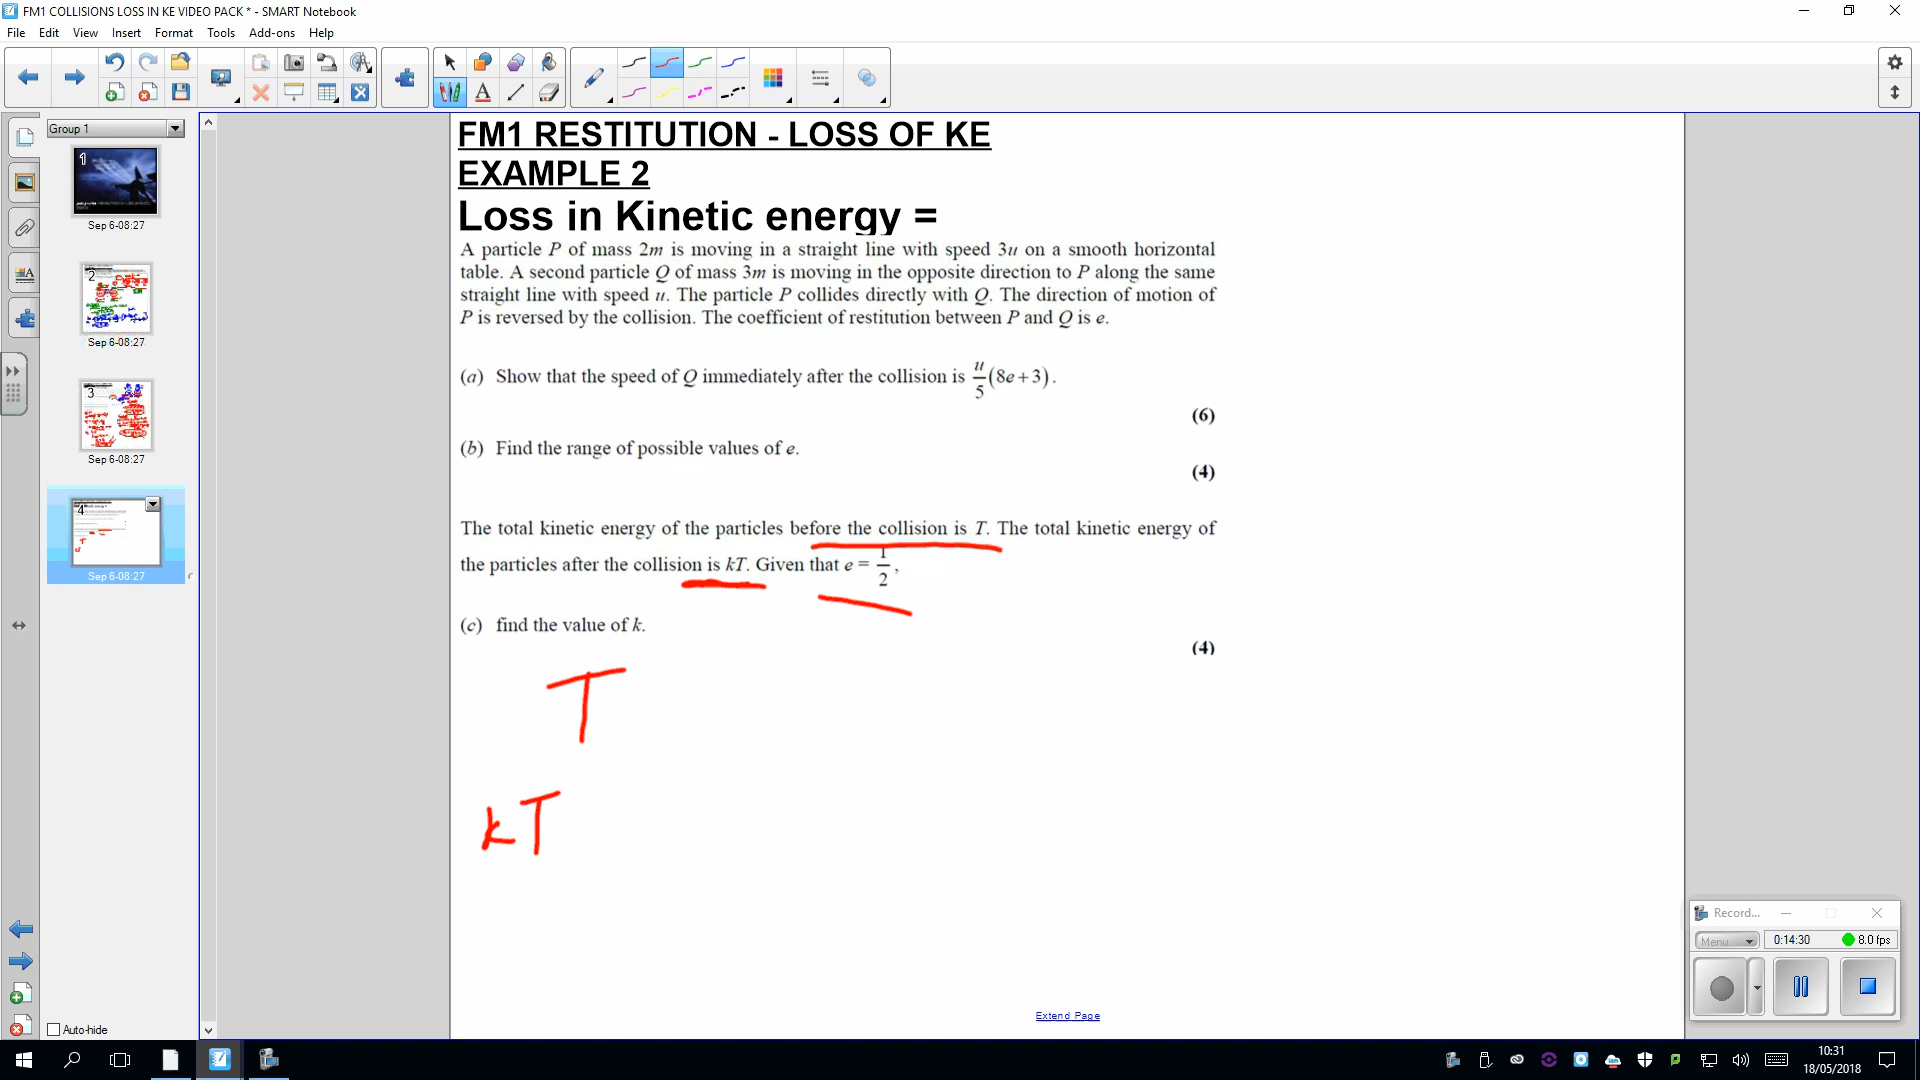 FM1 COLLISIONS LOSS IN KE VIDEO PACK * - SMART Notebook
File Edit View Insert Format Tools Add-ons Help
Group 1
1
Sep 6-08:27
2
Sep 6-08:27
3
Sep 6-08:27
4
Sep 6-08:27
Auto-hide
FM1 RESTITUTION - LOSS OF KE
EXAMPLE 2
Loss in Kinetic energy =
A particle P of mass 2m is moving in a straight line with speed 3u on a smooth horizontal
table. A second particle Q of mass 3m is moving in the opposite direction to P along the same
straight line with speed u. The particle P collides directly with Q. The direction of motion of
P is reversed by the collision. The coefficient of restitution between P and Q is e.
(a) Show that the speed of Q immediately after the collision is u/5 (8e+3).
(6)
(b) Find the range of possible values of e.
(4)
The total kinetic energy of the particles before the collision is T. The total kinetic energy of
the particles after the collision is kT. Given that e = 1/2,
(c) find the value of k.
(4)
T
kT
Extend Page
Record...
Menu
0:14:30
8.0 fps
10:31
18/05/2018